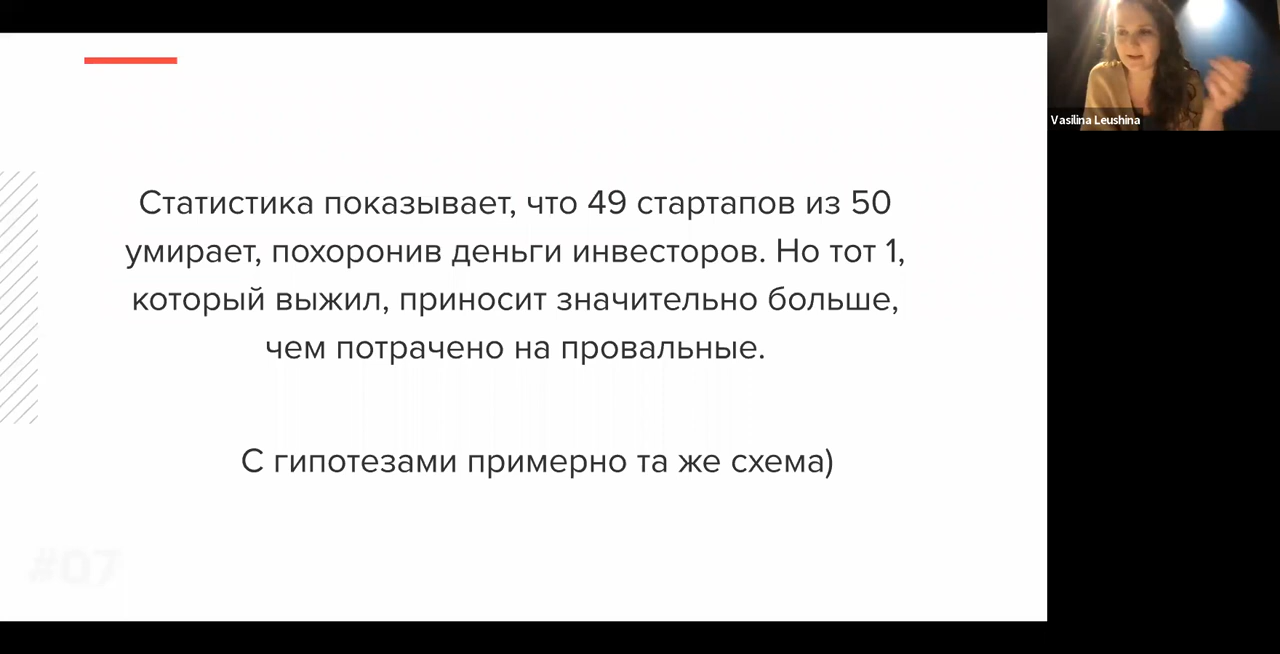 Статистика показывает, что 49 стартапов из 50
умирает, похоронив деньги инвесторов. Но тот 1,
который выжил, приносит значительно больше,
чем потрачено на провальные.
С гипотезами примерно та же схема)
#07
Vasilina Leushina